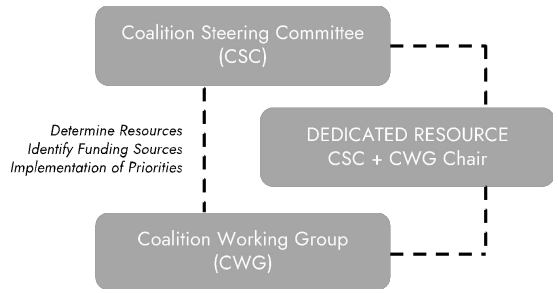 Coalition Steering Committee
(CSC)
Determine Resources
Identify Funding Sources
Implementation of Priorities
DEDICATED RESOURCE
CSC + CWG Chair
Coalition Working Group
(CWG)